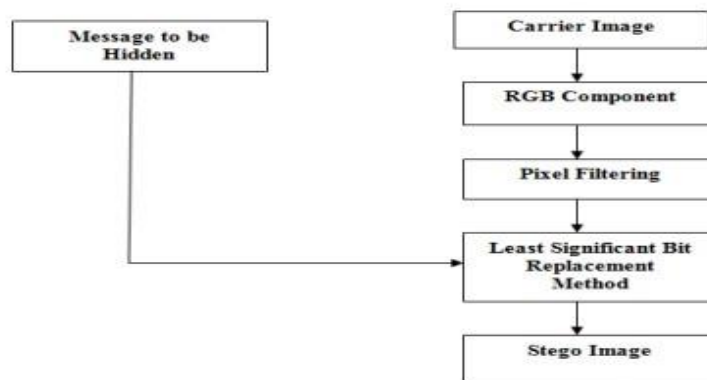 Message to be
Hidden
Carrier Image
RGB Component
Pixel Filtering
Least Significant Bit
Replacement
Method
Stego Image